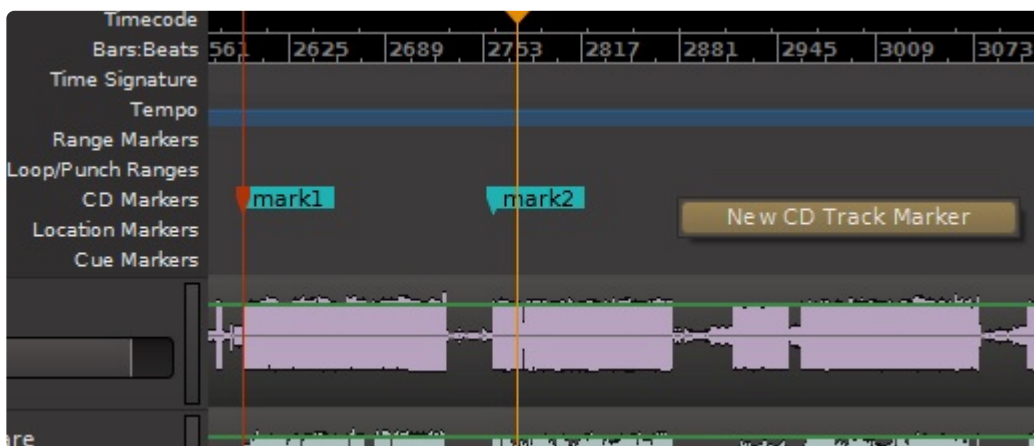 Timecode
Bars:Beats 561 2625 2689 2753 2817 2881 2945 3009 3073
Time Signature
Tempo
Range Markers
Loop/Punch Ranges
CD Markers mark1 mark2
New CD Track Marker
Location Markers
Cue Markers
are